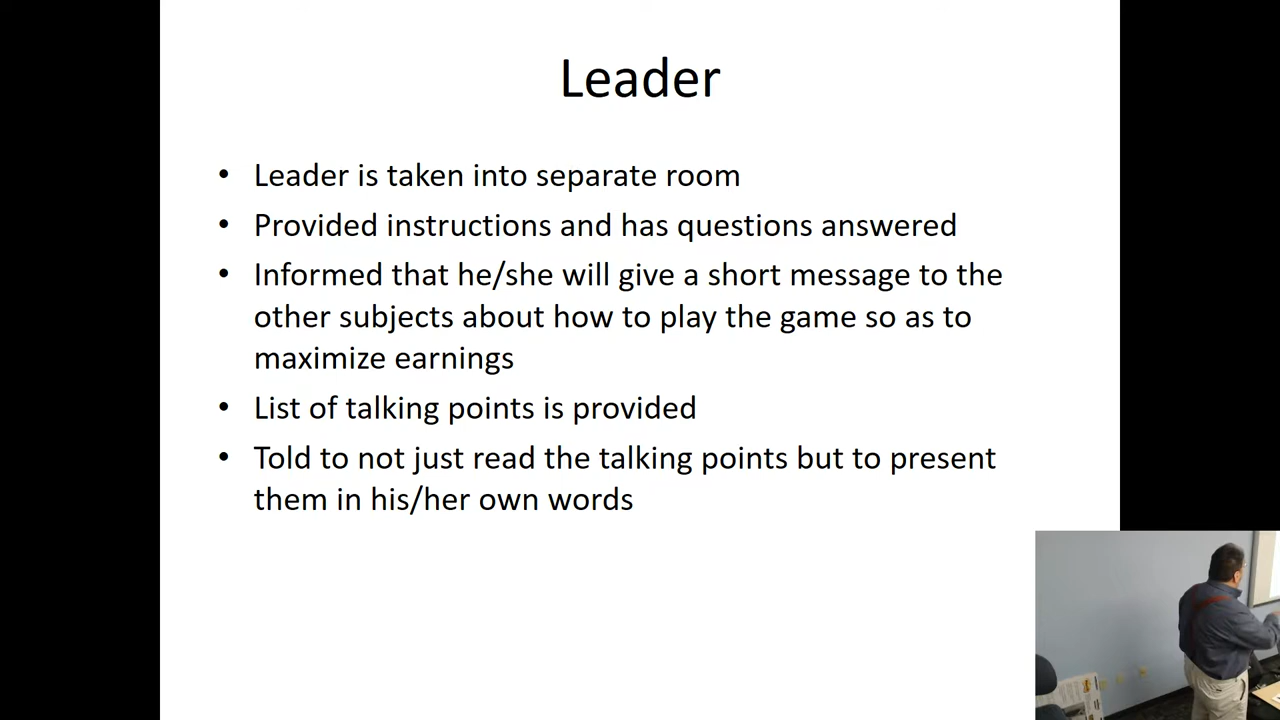 Leader
• Leader is taken into separate room
• Provided instructions and has questions answered
• Informed that he/she will give a short message to the
other subjects about how to play the game so as to
maximize earnings
• List of talking points is provided
• Told to not just read the talking points but to present
them in his/her own words